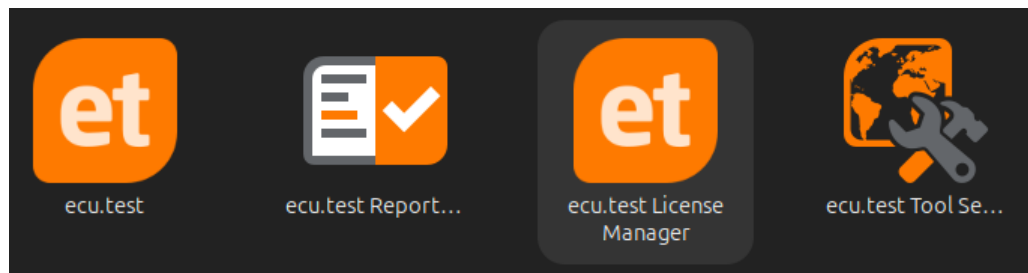 et
et
ecu.test
ecu.test Report...
ecu.test License
Manager
ecu.test Tool Se...